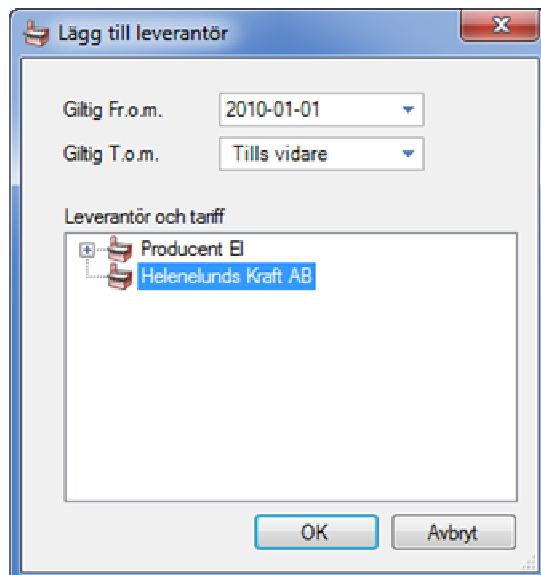 Lägg till leverantör
Giltig Fr.o.m. 2010-01-01
Giltig T.o.m. Tills vidare
Leverantör och tariff
Producent El
Helenelunds Kraft AB
OK Avbryt